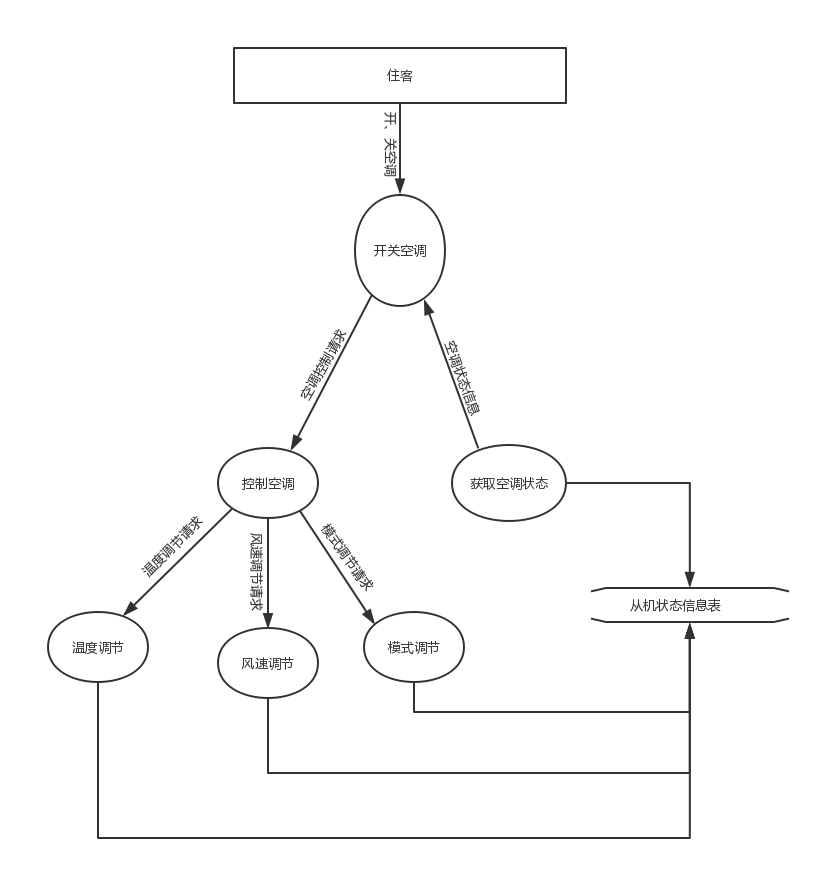 住客
开、关空调
开关空调
空调控制请求
空调状态信息
控制空调
获取空调状态
温度调节请求
风速调节请求
模式调节请求
从机状态信息表
温度调节
风速调节
模式调节